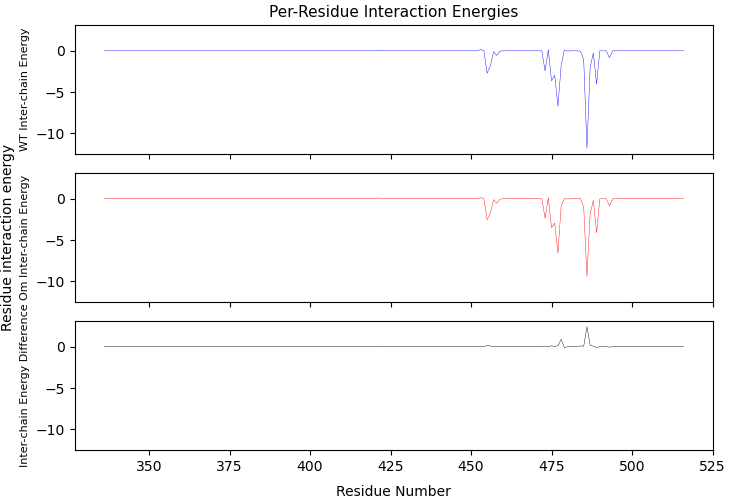 Per-Residue Interaction Energies
Residue interaction energy
WT Inter-chain Energy
0
−5
−10
Om Inter-chain Energy
0
−5
−10
Inter-chain Energy Difference
0
−5
−10
350
375
400
425
450
475
500
525
Residue Number